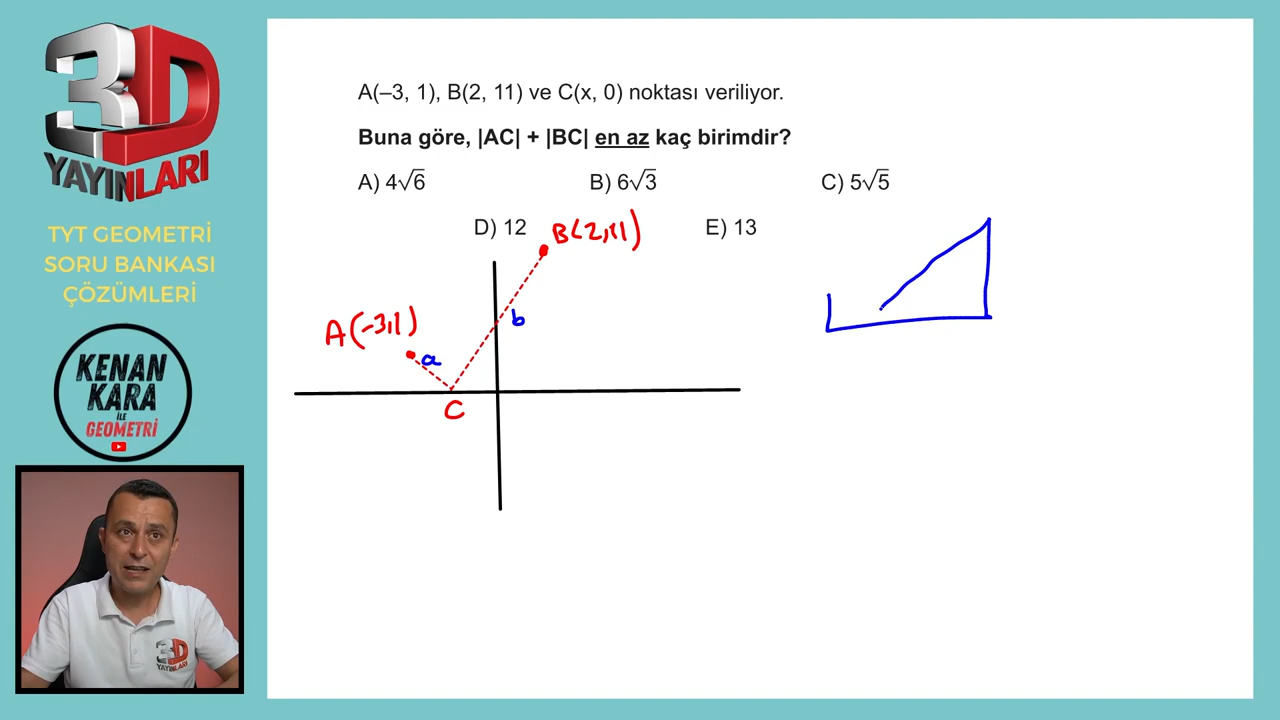 3D
YAYINLARI
TYT GEOMETRİ
SORU BANKASI
ÇÖZÜMLERİ
KENAN
KARA
İLE
GEOMETRİ
A(–3, 1), B(2, 11) ve C(x, 0) noktası veriliyor.
Buna göre, |AC| + |BC| en az kaç birimdir?
A) 4√6 B) 6√3 C) 5√5
D) 12 E) 13
B(2,11)
A(-3,1)
b
a
C
3D
YAYINLARI